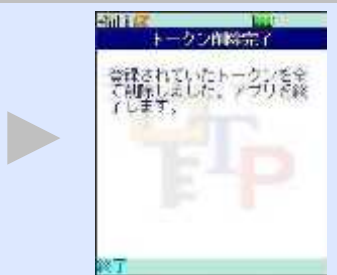 トークン削除完了
登録されていたトークンを全
て削除しました。アプリを終
了します。
TP
終了